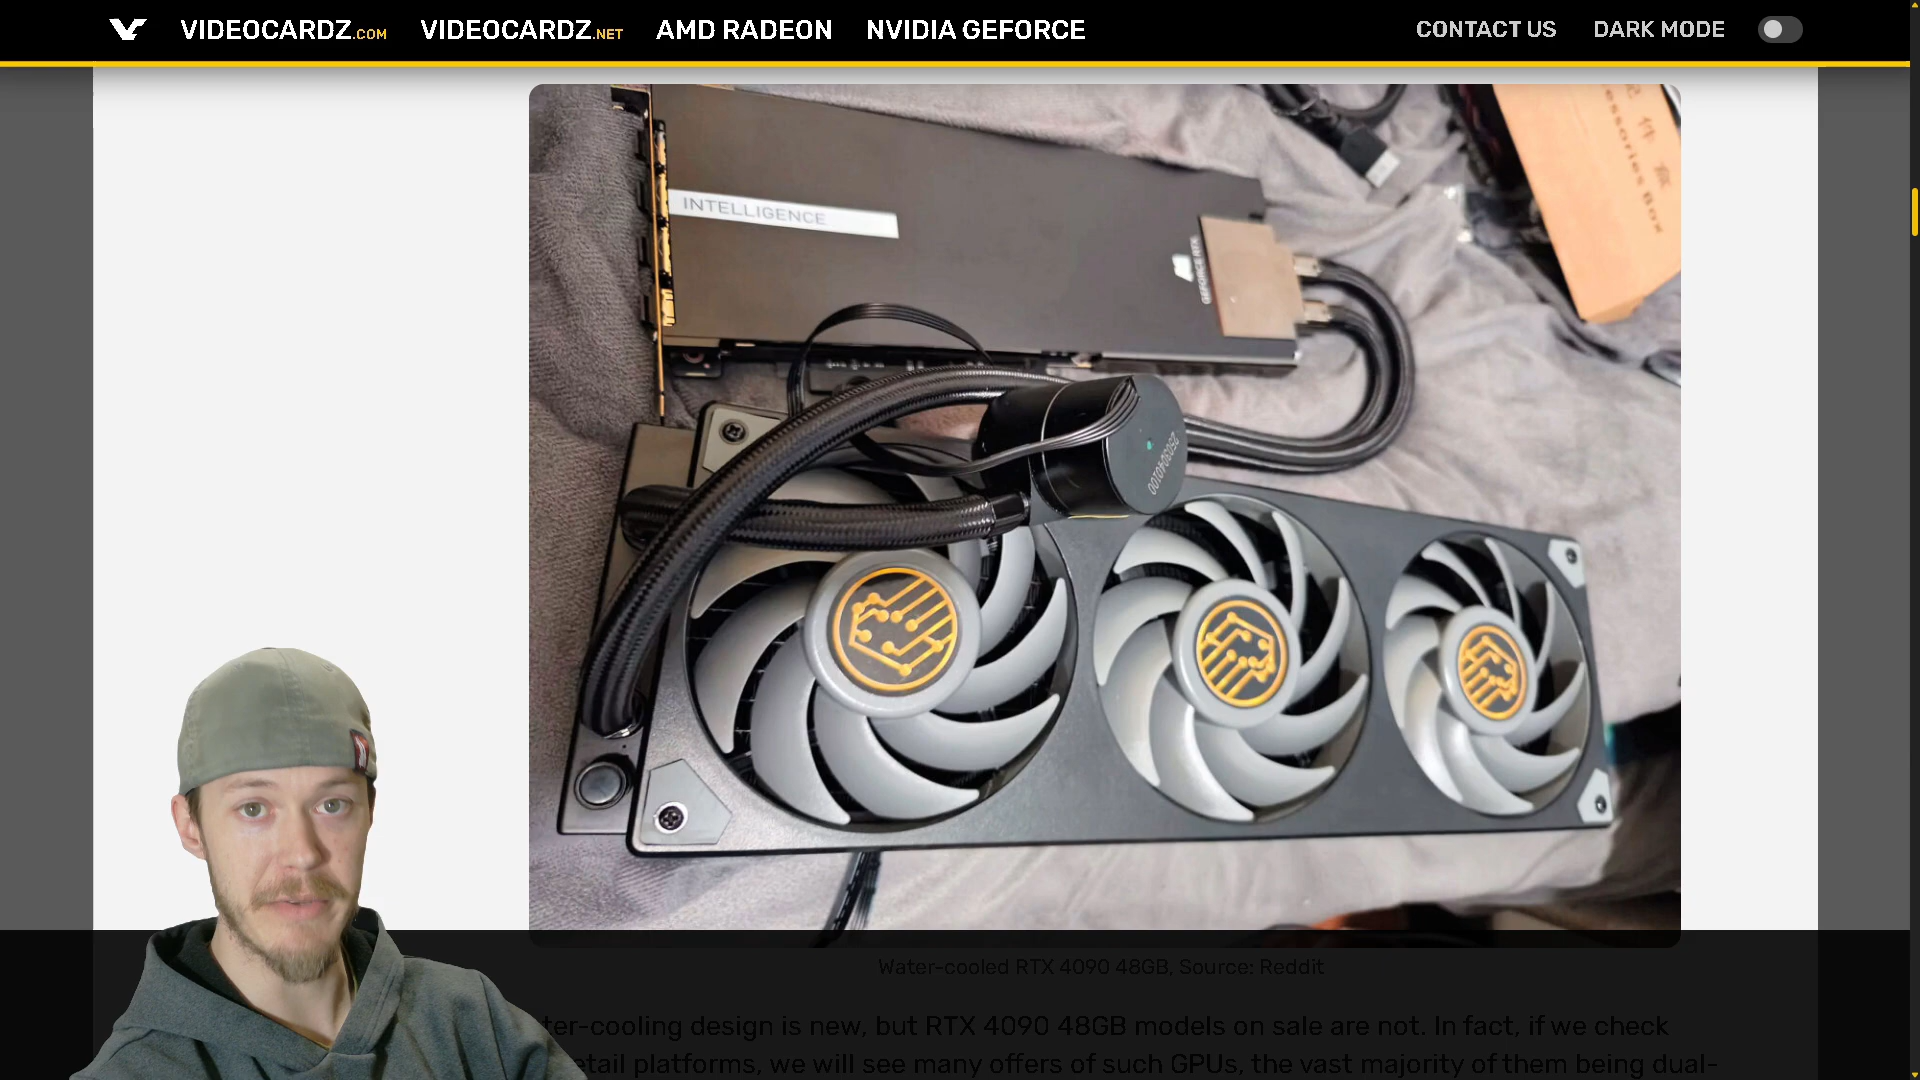 VIDEOCARDZ.COM VIDEOCARDZ.NET AMD RADEON NVIDIA GEFORCE CONTACT US DARK MODE
INTELLIGENCE
GEFORCE RTX
essories Box
Water-cooled RTX 4090 48GB, Source: Reddit
ter-cooling design is new, but RTX 4090 48GB models on sale are not. In fact, if we check
etail platforms, we will see many offers of such GPUs, the vast majority of them being dual-